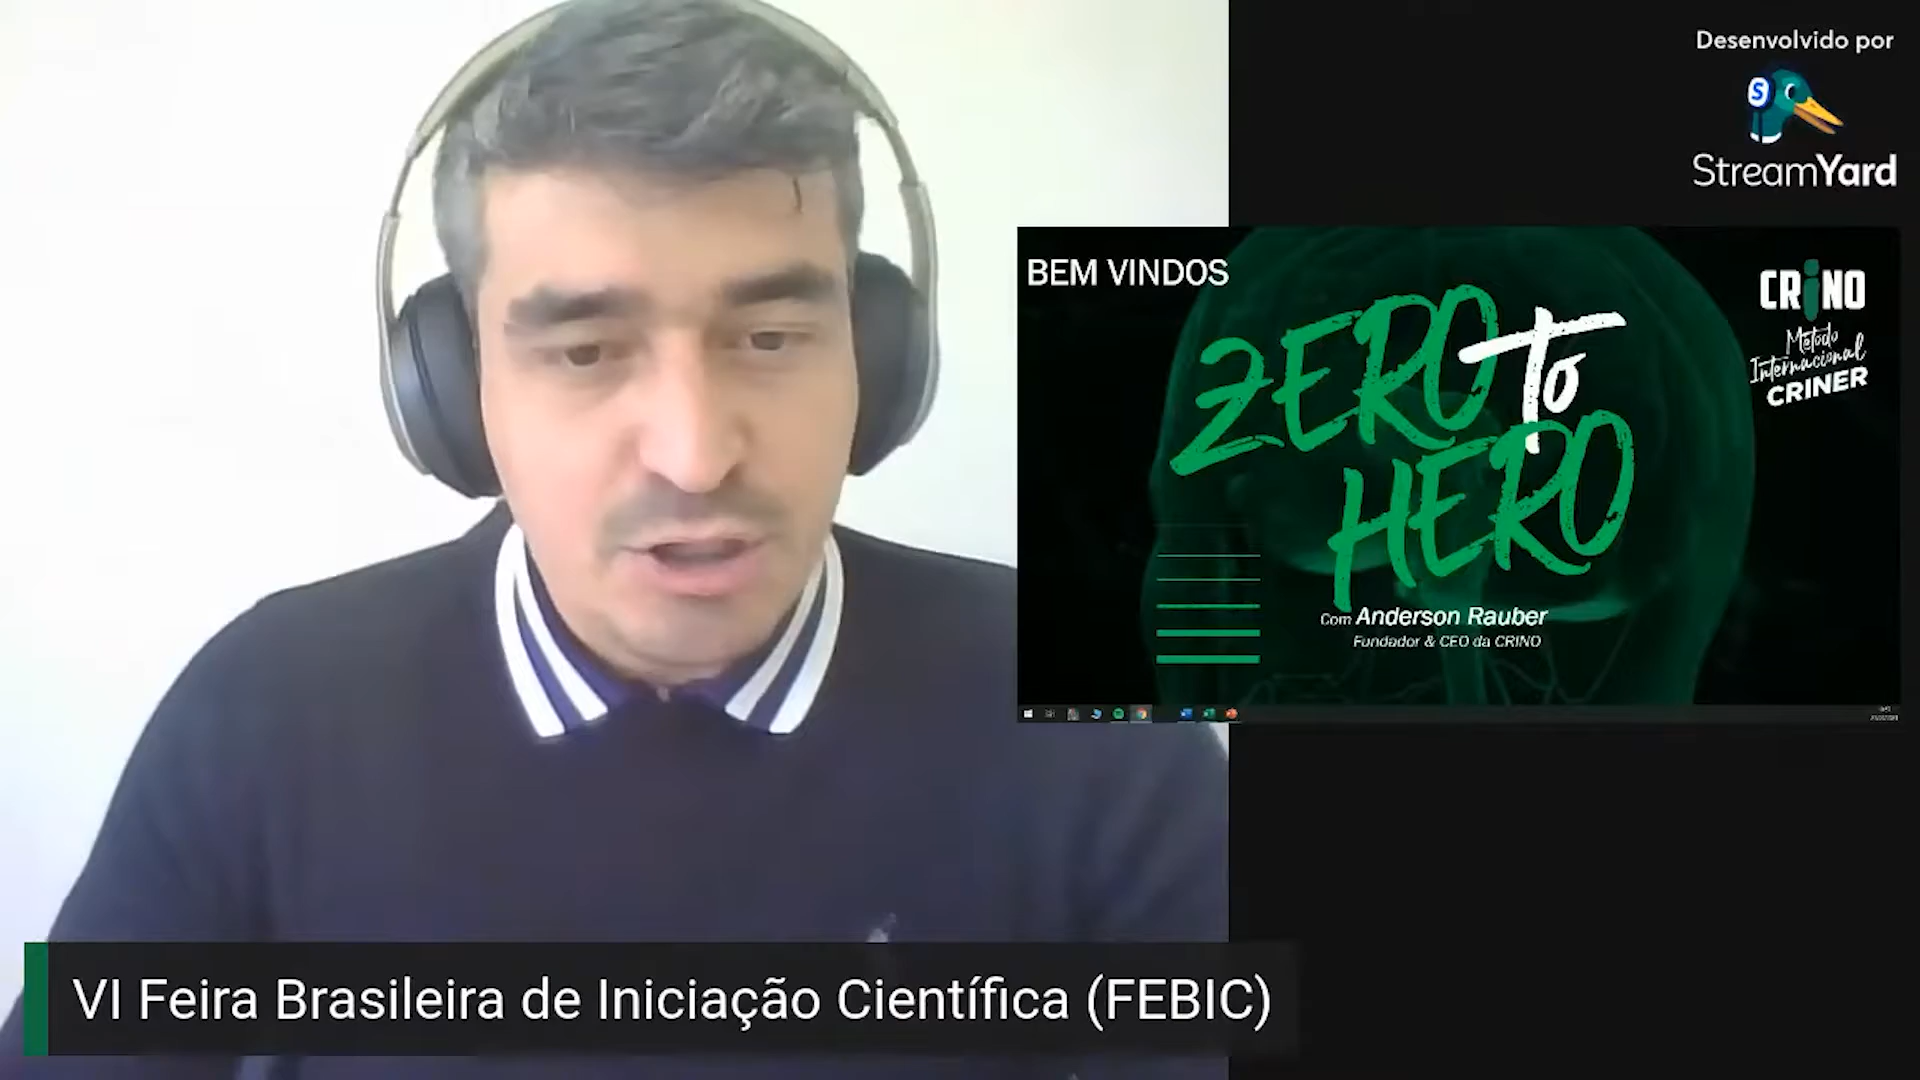 Desenvolvido por
S
StreamYard
BEM VINDOS
ZERO To
HERO
CRiNO
Método
Internacional
CRINER
Com Anderson Rauber
Fundador & CEO da CRINO
VI Feira Brasileira de Iniciação Científica (FEBIC)